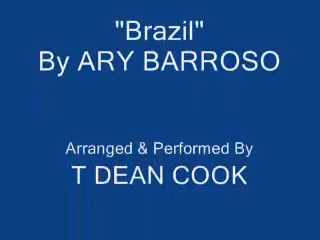 "Brazil"
By ARY BARROSO
Arranged & Performed By
T DEAN COOK